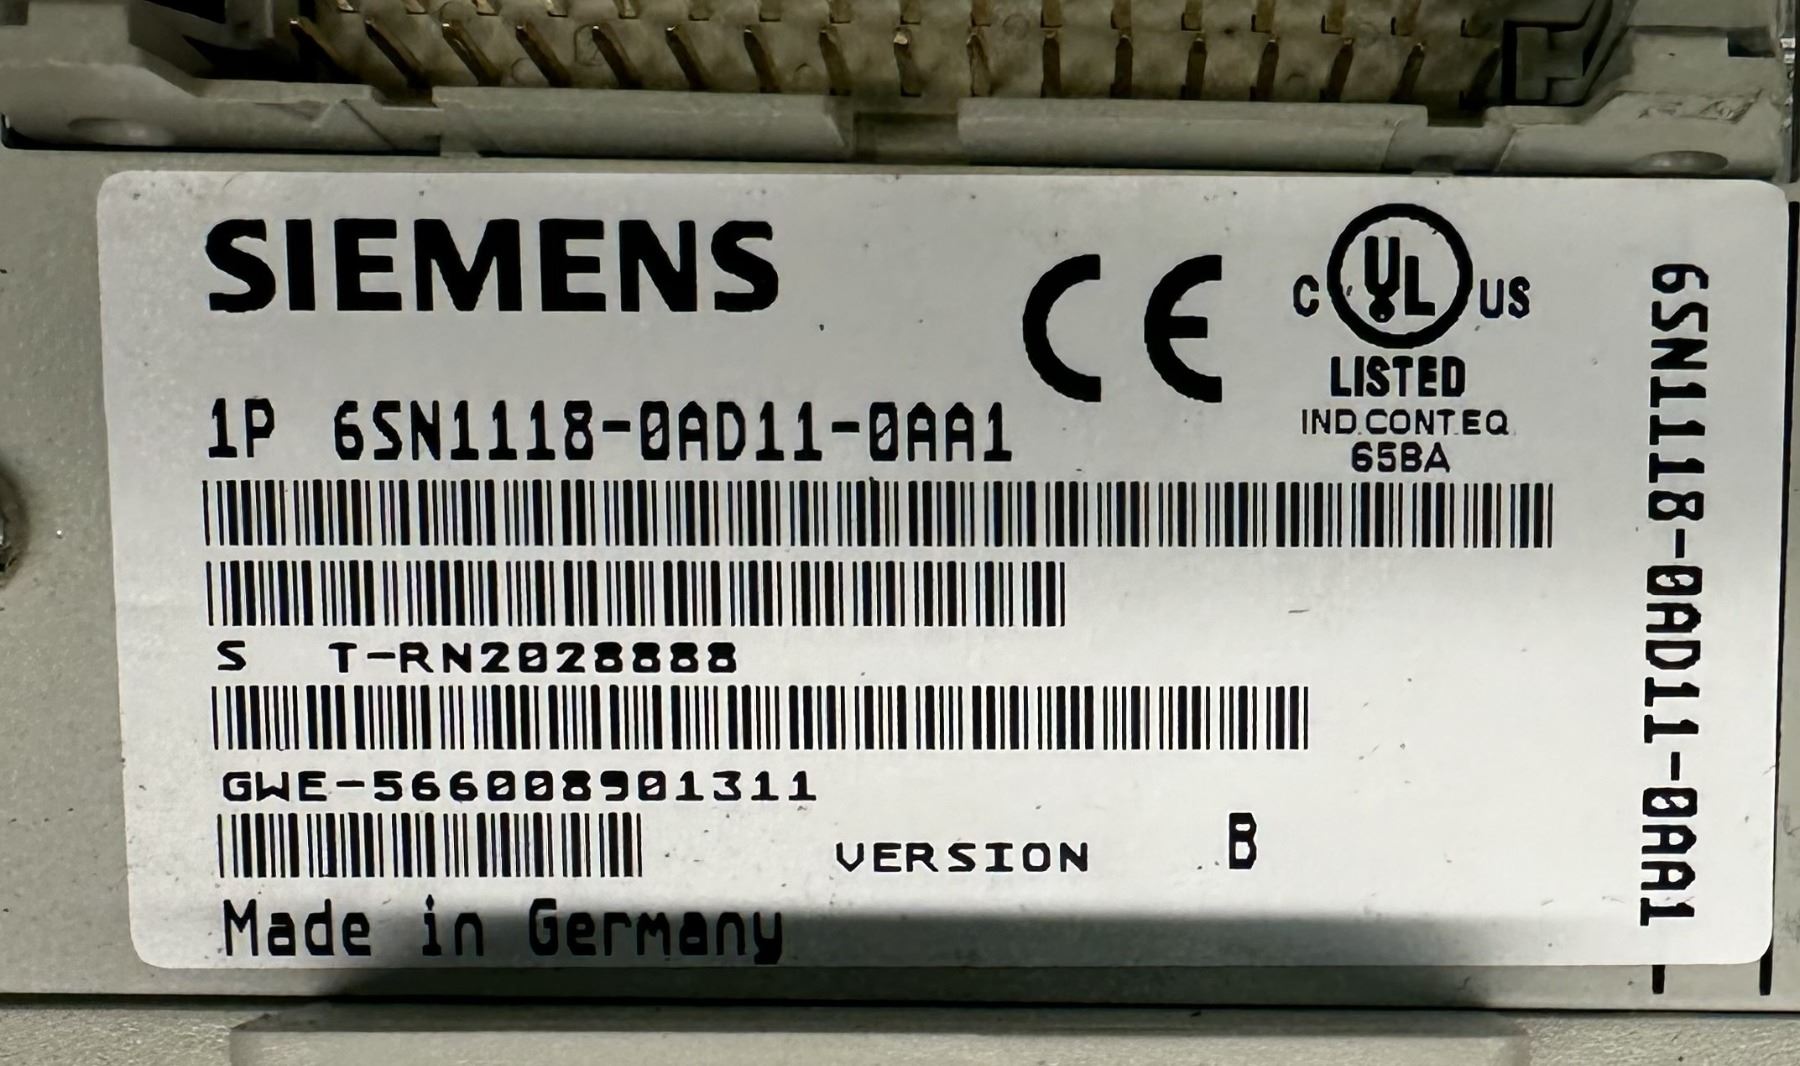 SIEMENS
CE
C UL US
LISTED
IND.CONT.EQ
65BA
1P 6SN1118-0AD11-0AA1
S T-RN2028888
GWE-566008901311
VERSION B
Made in Germany
6SN1118-0AD11-0AA1